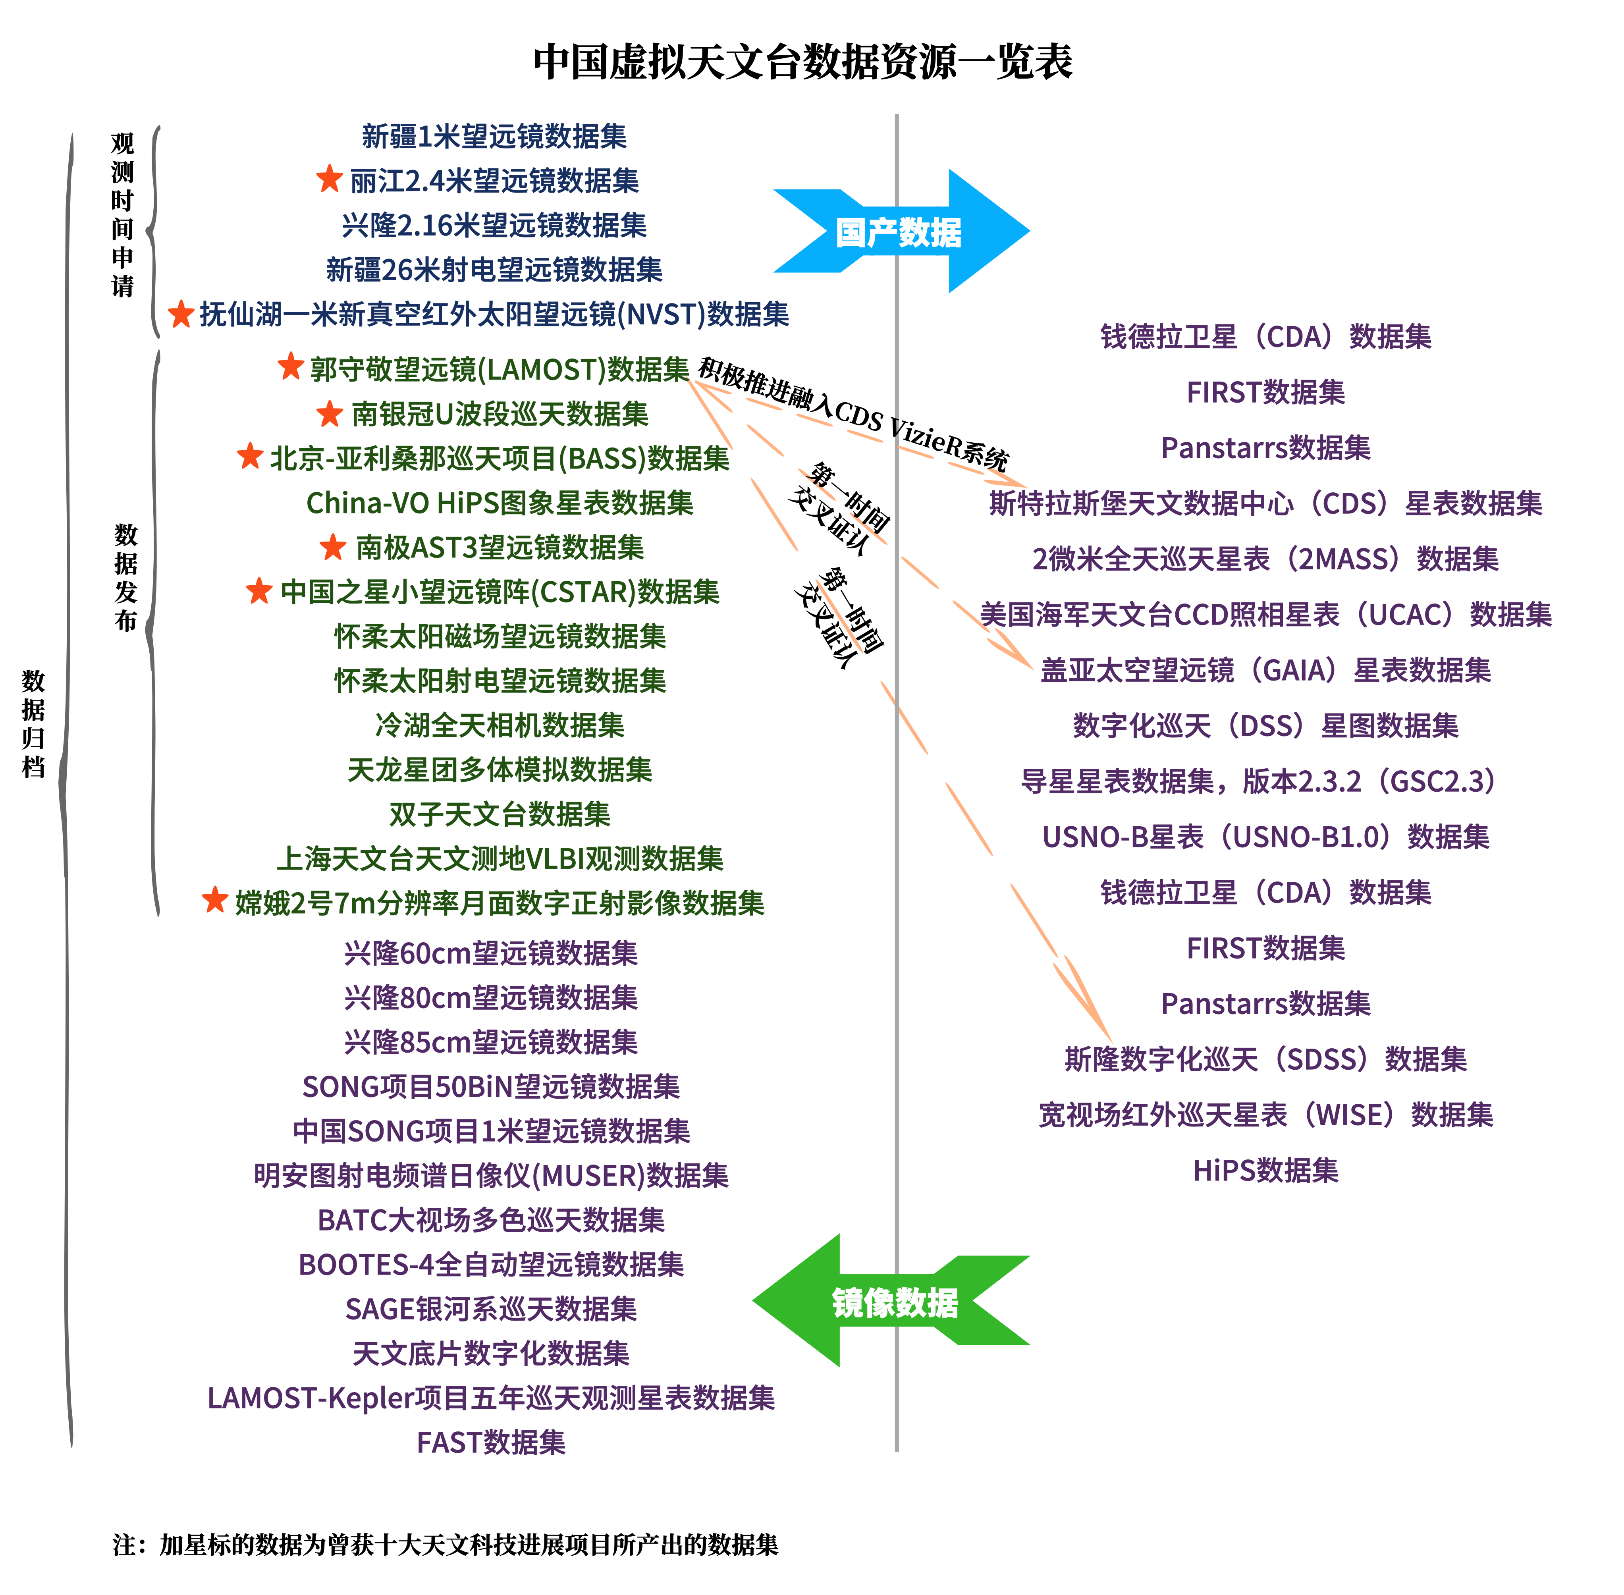 中国虚拟天文台数据资源一览表
观测时间申请
新疆1米望远镜数据集
丽江2.4米望远镜数据集
兴隆2.16米望远镜数据集
新疆26米射电望远镜数据集
抚仙湖一米新真空红外太阳望远镜(NVST)数据集
数据发布
郭守敬望远镜(LAMOST)数据集
南银冠U波段巡天数据集
北京-亚利桑那巡天项目(BASS)数据集
China-VO HiPS图象星表数据集
南极AST3望远镜数据集
中国之星小望远镜阵(CSTAR)数据集
怀柔太阳磁场望远镜数据集
怀柔太阳射电望远镜数据集
冷湖全天相机数据集
天龙星团多体模拟数据集
双子天文台数据集
上海天文台天文测地VLBI观测数据集
嫦娥2号7m分辨率月面数字正射影像数据集
数据归档
兴隆60cm望远镜数据集
兴隆80cm望远镜数据集
兴隆85cm望远镜数据集
SONG项目50BiN望远镜数据集
中国SONG项目1米望远镜数据集
明安图射电频谱日像仪(MUSER)数据集
BATC大视场多色巡天数据集
BOOTES-4全自动望远镜数据集
SAGE银河系巡天数据集
天文底片数字化数据集
LAMOST-Kepler项目五年巡天观测星表数据集
FAST数据集
国产数据
积极推进融入CDS VizieR系统
第一时间
交叉证认
第一时间
交叉证认
镜像数据
钱德拉卫星（CDA）数据集
FIRST数据集
Panstarrs数据集
斯特拉斯堡天文数据中心（CDS）星表数据集
2微米全天巡天星表（2MASS）数据集
美国海军天文台CCD照相星表（UCAC）数据集
盖亚太空望远镜（GAIA）星表数据集
数字化巡天（DSS）星图数据集
导星星表数据集，版本2.3.2（GSC2.3）
USNO-B星表（USNO-B1.0）数据集
钱德拉卫星（CDA）数据集
FIRST数据集
Panstarrs数据集
斯隆数字化巡天（SDSS）数据集
宽视场红外巡天星表（WISE）数据集
HiPS数据集
注：加星标的数据为曾获十大天文科技进展项目所产出的数据集